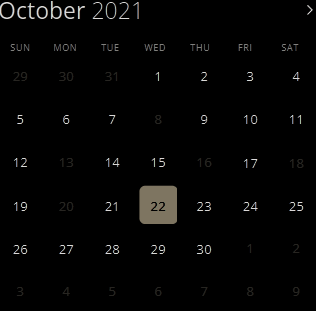 October 2021
SUN MON TUE WED THU FRI SAT
29 30 31 1 2 3 4
5 6 7 8 9 10 11
12 13 14 15 16 17 18
19 20 21 22 23 24 25
26 27 28 29 30 1 2
3 4 5 6 7 8 9